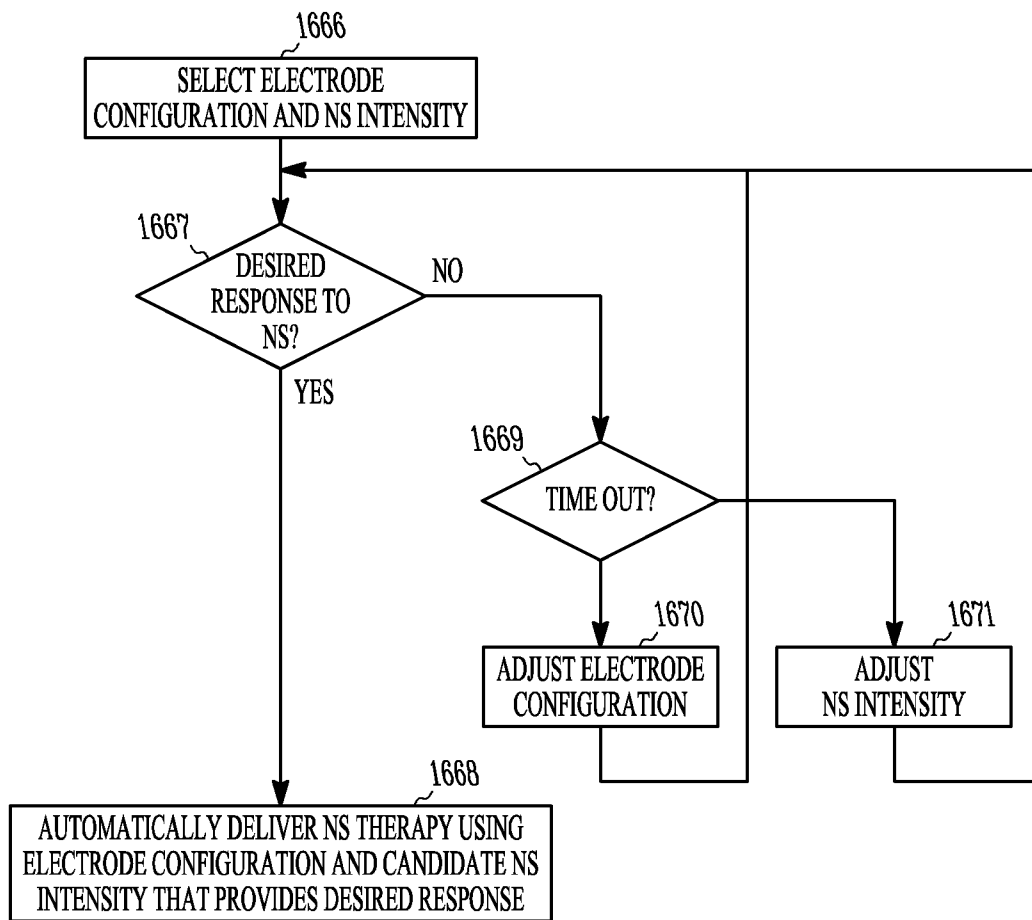 1666
SELECT ELECTRODE
CONFIGURATION AND NS INTENSITY
1667
DESIRED
RESPONSE TO
NS?
NO
YES
1669
TIME OUT?
1670
ADJUST ELECTRODE
CONFIGURATION
1671
ADJUST
NS INTENSITY
1668
AUTOMATICALLY DELIVER NS THERAPY USING
ELECTRODE CONFIGURATION AND CANDIDATE NS
INTENSITY THAT PROVIDES DESIRED RESPONSE